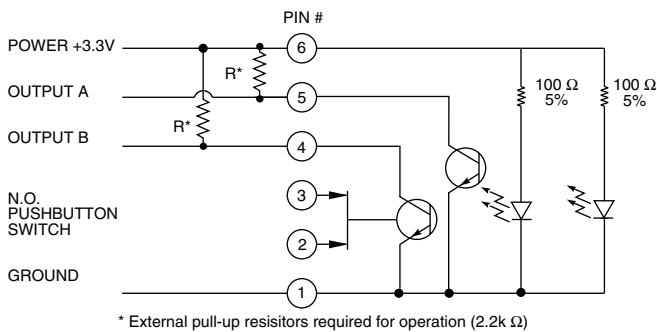 PIN #
POWER +3.3V
6
R*
100 Ω
5%
100 Ω
5%
OUTPUT A
5
R*
OUTPUT B
4
N.O.
PUSHBUTTON
SWITCH
3
2
GROUND
1
* External pull-up resisitors required for operation (2.2k Ω)